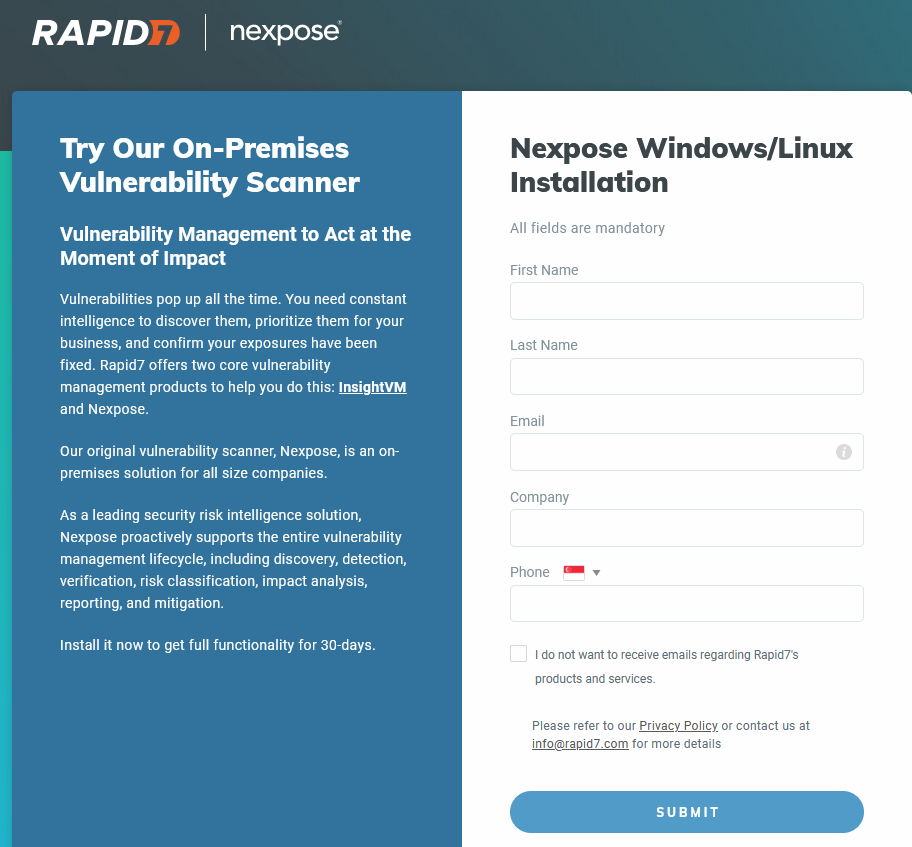 RAPID7
nexpose®
Try Our On-Premises
Vulnerability Scanner
Vulnerability Management to Act at the
Moment of Impact
Vulnerabilities pop up all the time. You need constant
intelligence to discover them, prioritize them for your
business, and confirm your exposures have been
fixed. Rapid7 offers two core vulnerability
management products to help you do this: InsightVM
and Nexpose.
Our original vulnerability scanner, Nexpose, is an on-
premises solution for all size companies.
As a leading security risk intelligence solution,
Nexpose proactively supports the entire vulnerability
management lifecycle, including discovery, detection,
verification, risk classification, impact analysis,
reporting, and mitigation.
Install it now to get full functionality for 30-days.
Nexpose Windows/Linux
Installation
All fields are mandatory
First Name
Last Name
Email
i
Company
Phone
I do not want to receive emails regarding Rapid7's
products and services.
Please refer to our Privacy Policy or contact us at
info@rapid7.com for more details
SUBMIT